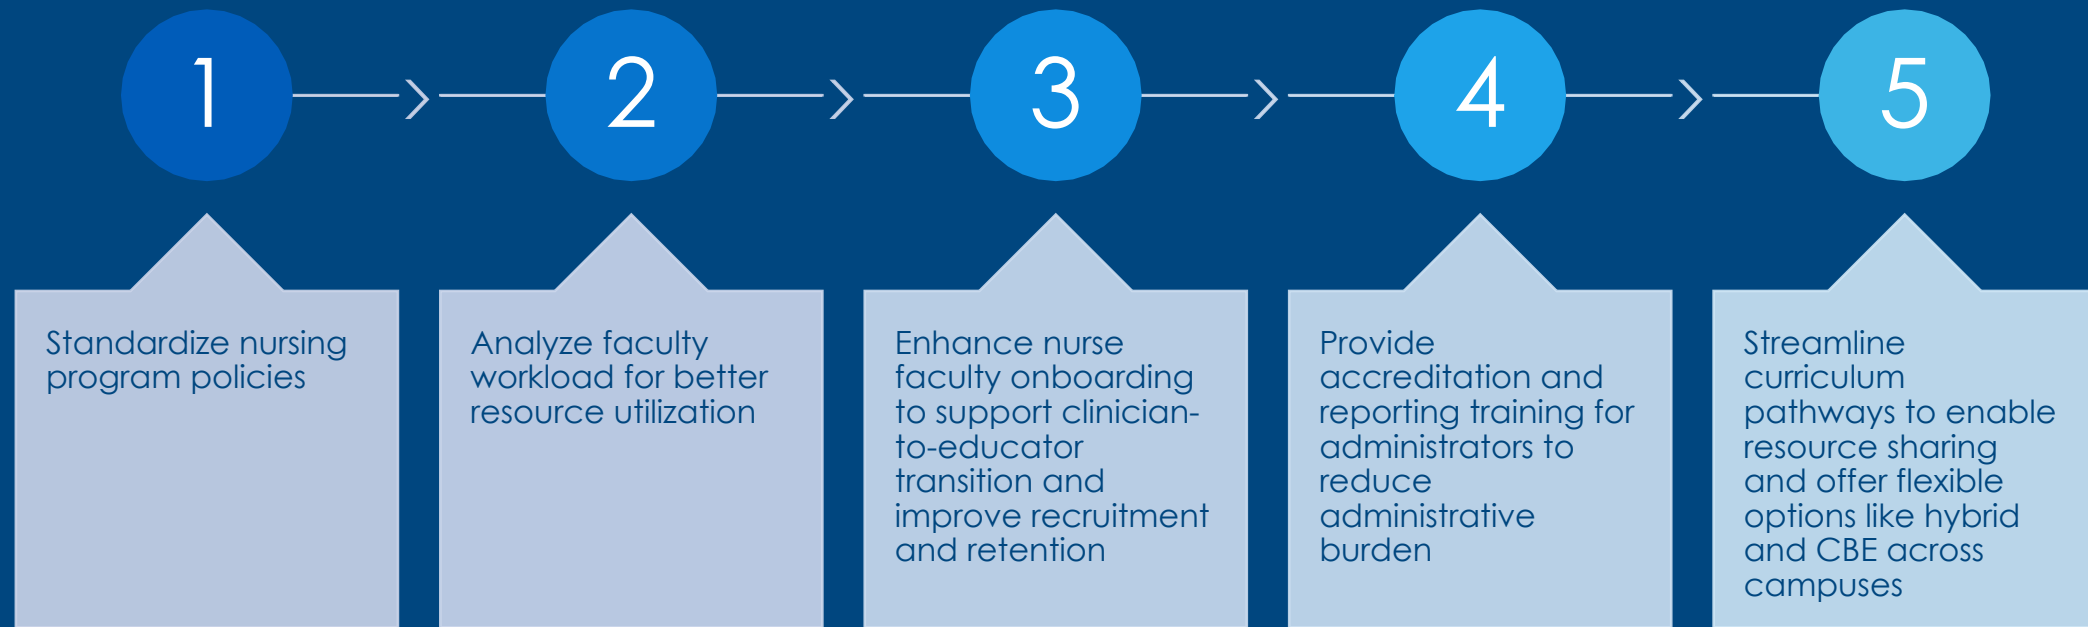 1
2
3
4
5
Standardize nursing
program policies
Analyze faculty
workload for better
resource utilization
Enhance nurse
faculty onboarding
to support clinician-
to-educator
transition and
improve recruitment
and retention
Provide
accreditation and
reporting training for
administrators to
reduce
administrative
burden
Streamline
curriculum
pathways to enable
resource sharing
and offer flexible
options like hybrid
and CBE across
campuses